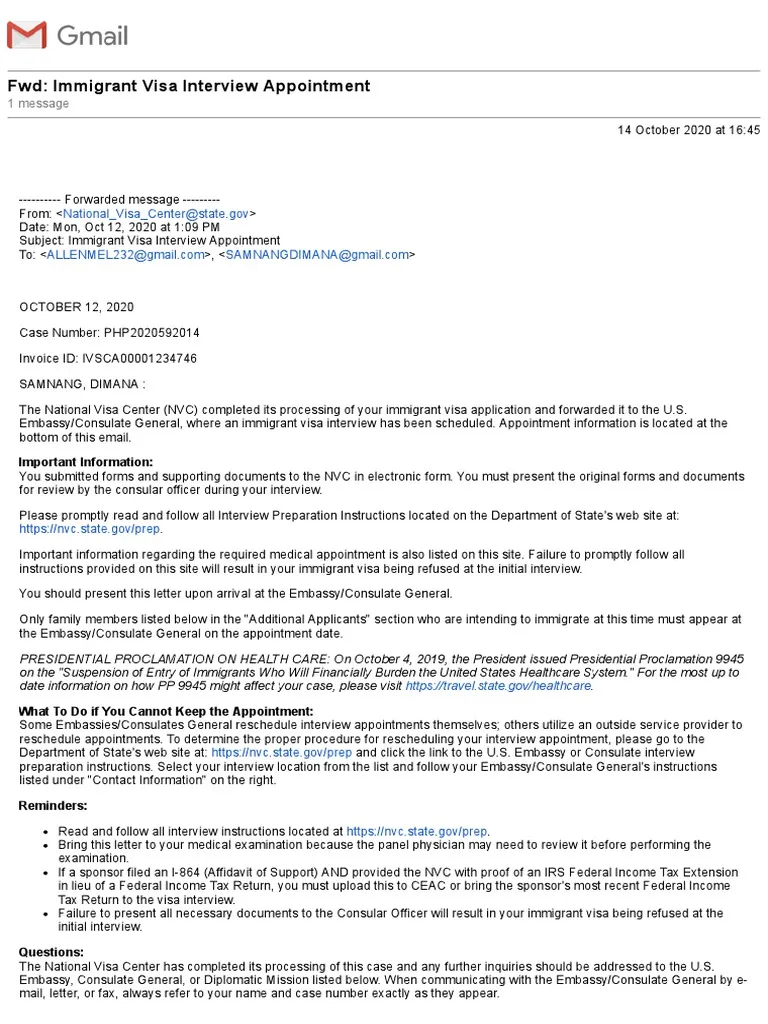 Gmail
Fwd: Immigrant Visa Interview Appointment
1 message
14 October 2020 at 16:45
---------- Forwarded message ---------
From: <National_Visa_Center@state.gov>
Date: Mon, Oct 12, 2020 at 1:09 PM
Subject: Immigrant Visa Interview Appointment
To: <ALLENMEL232@gmail.com>, <SAMNANGDIMANA@gmail.com>
OCTOBER 12, 2020
Case Number: PHP2020592014
Invoice ID: IVSCA00001234746
SAMNANG, DIMANA :
The National Visa Center (NVC) completed its processing of your immigrant visa application and forwarded it to the U.S.
Embassy/Consulate General, where an immigrant visa interview has been scheduled. Appointment information is located at the
bottom of this email.
Important Information:
You submitted forms and supporting documents to the NVC in electronic form. You must present the original forms and documents
for review by the consular officer during your interview.
Please promptly read and follow all Interview Preparation Instructions located on the Department of State's web site at:
https://nvc.state.gov/prep.
Important information regarding the required medical appointment is also listed on this site. Failure to promptly follow all
instructions provided on this site will result in your immigrant visa being refused at the initial interview.
You should present this letter upon arrival at the Embassy/Consulate General.
Only family members listed below in the "Additional Applicants" section who are intending to immigrate at this time must appear at
the Embassy/Consulate General on the appointment date.
PRESIDENTIAL PROCLAMATION ON HEALTH CARE: On October 4, 2019, the President issued Presidential Proclamation 9945
on the "Suspension of Entry of Immigrants Who Will Financially Burden the United States Healthcare System." For the most up to
date information on how PP 9945 might affect your case, please visit https://travel.state.gov/healthcare.
What To Do if You Cannot Keep the Appointment:
Some Embassies/Consulates General reschedule interview appointments themselves; others utilize an outside service provider to
reschedule appointments. To determine the proper procedure for rescheduling your interview appointment, please go to the
Department of State's web site at: https://nvc.state.gov/prep and click the link to the U.S. Embassy or Consulate interview
preparation instructions. Select your interview location from the list and follow your Embassy/Consulate General's instructions
listed under "Contact Information" on the right.
Reminders:
• Read and follow all interview instructions located at https://nvc.state.gov/prep.
• Bring this letter to your medical examination because the panel physician may need to review it before performing the
examination.
• If a sponsor filed an I-864 (Affidavit of Support) AND provided the NVC with proof of an IRS Federal Income Tax Extension
in lieu of a Federal Income Tax Return, you must upload this to CEAC or bring the sponsor's most recent Federal Income
Tax Return to the visa interview.
• Failure to present all necessary documents to the Consular Officer will result in your immigrant visa being refused at the
initial interview.
Questions:
The National Visa Center has completed its processing of this case and any further inquiries should be addressed to the U.S.
Embassy, Consulate General, or Diplomatic Mission listed below. When communicating with the Embassy/Consulate General by e-
mail, letter, or fax, always refer to your name and case number exactly as they appear.